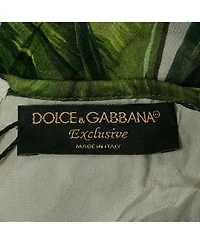 DOLCE & GABBANA®
Exclusive
MADE IN ITALY